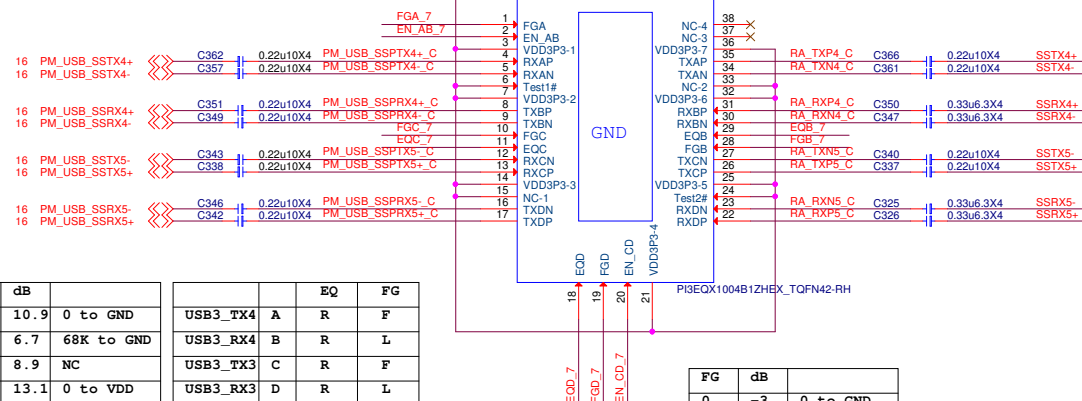 FGA_7 1 FGA NC-4 38
EN_AB_7 2 EN_AB NC-3 37
3 VDD3P3-1 VDD3P3-7 36
16 PM_USB_SSTX4+ C362 0.22u10X4 PM_USB_SSPTX4+_C 4 RXAP TXAP 35 RA_TXP4_C C366 0.22u10X4 SSTX4+
16 PM_USB_SSTX4- C357 0.22u10X4 PM_USB_SSPTX4-_C 5 RXAN TXAN 34 RA_TXN4_C C361 0.22u10X4 SSTX4-
6 Test1# NC-2 33
7 VDD3P3-2 VDD3P3-6 32
16 PM_USB_SSRX4+ C351 0.22u10X4 PM_USB_SSPRX4+_C 8 TXBP RXBP 31 RA_RXP4_C C350 0.33u6.3X4 SSRX4+
16 PM_USB_SSRX4- C349 0.22u10X4 PM_USB_SSPRX4-_C 9 TXBN RXBN 30 RA_RXN4_C C347 0.33u6.3X4 SSRX4-
FGC_7 10 FGC GND EQB 29 EQB_7
EQC_7 11 EQC FGB 28 FGB_7
16 PM_USB_SSTX5- C343 0.22u10X4 PM_USB_SSPTX5-_C 12 RXCN TXCN 27 RA_TXN5_C C340 0.22u10X4 SSTX5-
16 PM_USB_SSTX5+ C338 0.22u10X4 PM_USB_SSPTX5+_C 13 RXCP TXCP 26 RA_TXP5_C C337 0.22u10X4 SSTX5+
14 VDD3P3-3 VDD3P3-5 25
15 NC-1 Test2# 24
16 PM_USB_SSRX5- C346 0.22u10X4 PM_USB_SSPRX5-_C 16 TXDN RXDN 23 RA_RXN5_C C325 0.33u6.3X4 SSRX5-
16 PM_USB_SSRX5+ C342 0.22u10X4 PM_USB_SSPRX5+_C 17 TXDP RXDP 22 RA_RXP5_C C326 0.33u6.3X4 SSRX5+
EQD FGD EN_CD VDD3P3-4
18 19 20 21
PI3EQX1004B1ZHEX_TQFN42-RH
EQD_7 FGD_7 EN_CD_7
dB
10.9 0 to GND
6.7 68K to GND
8.9 NC
13.1 0 to VDD
EQ FG
USB3_TX4 A R F
USB3_RX4 B R L
USB3_TX3 C R F
USB3_RX3 D R L
FG dB
0 -3 0 to GND